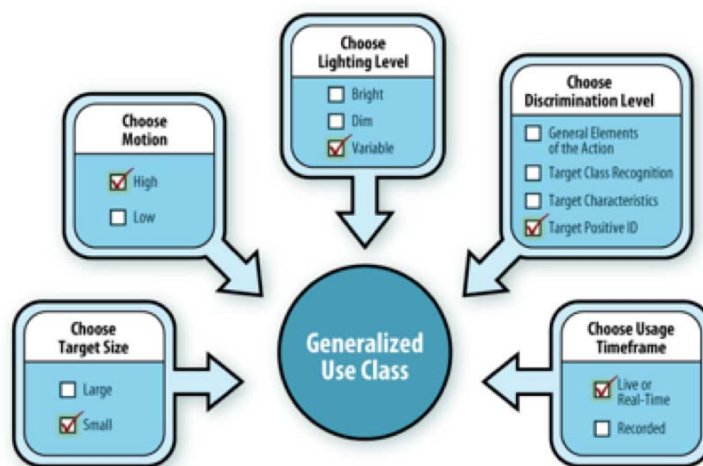 Choose
Lighting Level
Bright
Dim
Variable
Choose
Discrimination Level
General Elements
of the Action
Target Class Recognition
Target Characteristics
Target Positive ID
Choose
Motion
High
Low
Generalized
Use Class
Choose
Target Size
Large
Small
Choose Usage
Timeframe
Live or
Real-Time
Recorded